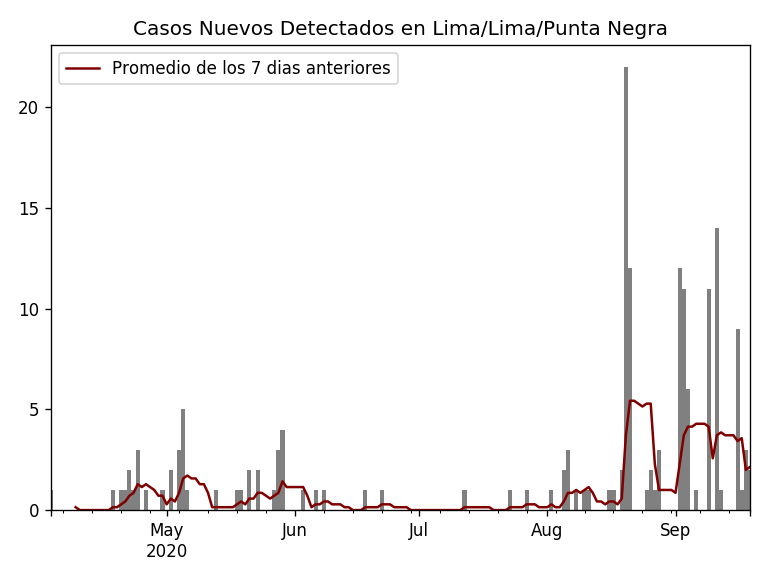 Casos Nuevos Detectados en Lima/Lima/Punta Negra
Promedio de los 7 dias anteriores
20
15
10
5
0
May Jun Jul Aug Sep
2020